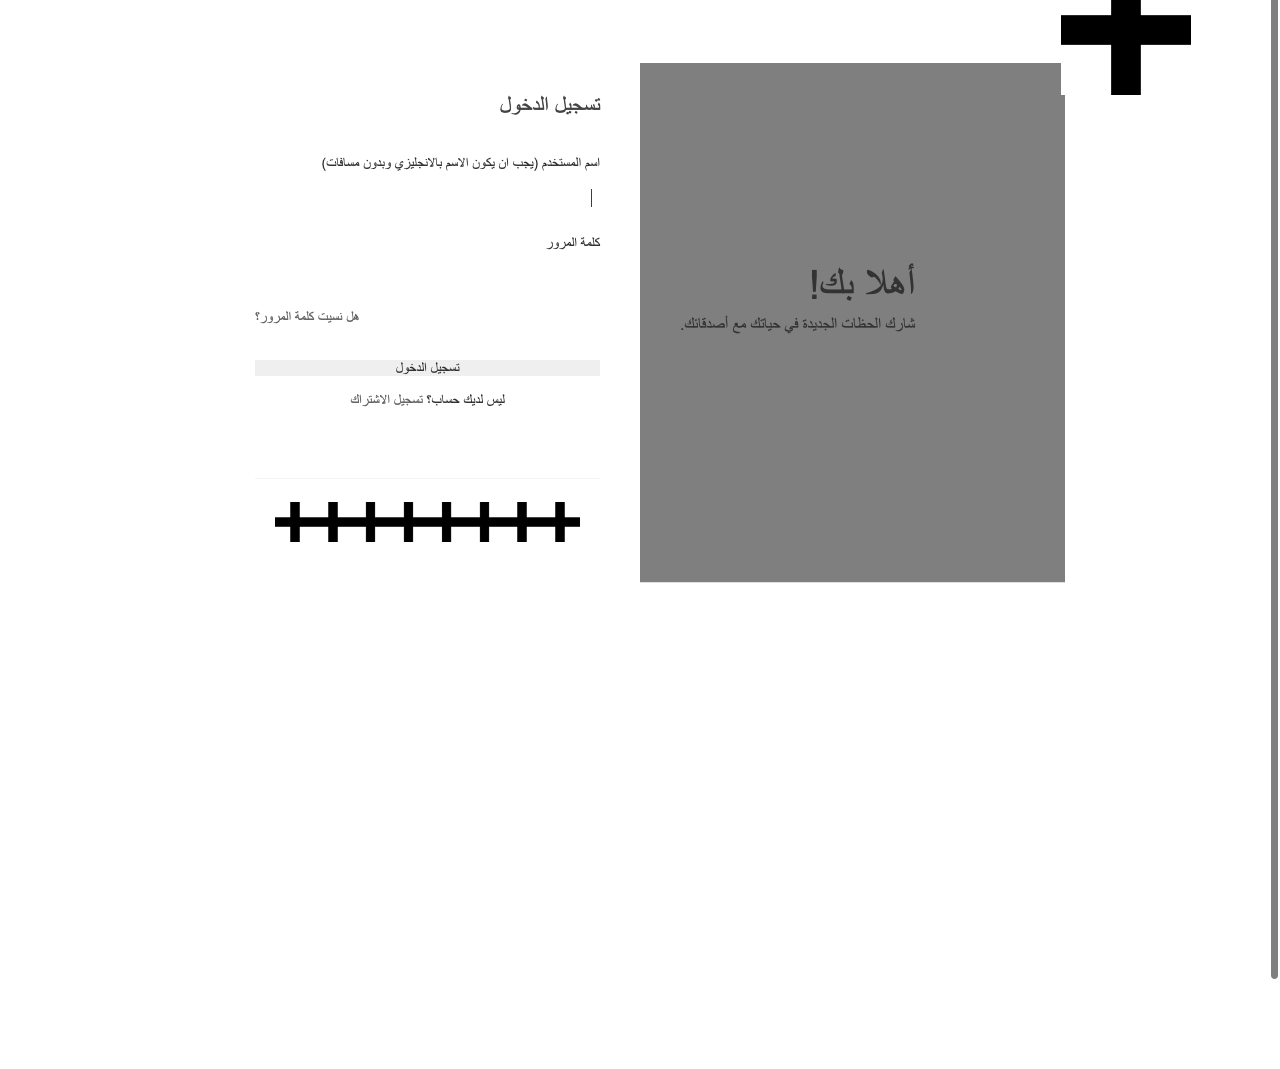 أهلا بك!
شارك الحظات الجديدة في حياتك مع أصدقائك.
تسجيل الدخول
اسم المستخدم (يجب ان يكون الاسم بالانجليزي وبدون مسافات)
كلمة المرور
هل نسيت كلمة المرور؟
تسجيل الدخول
ليس لديك حساب؟ تسجيل الاشتراك